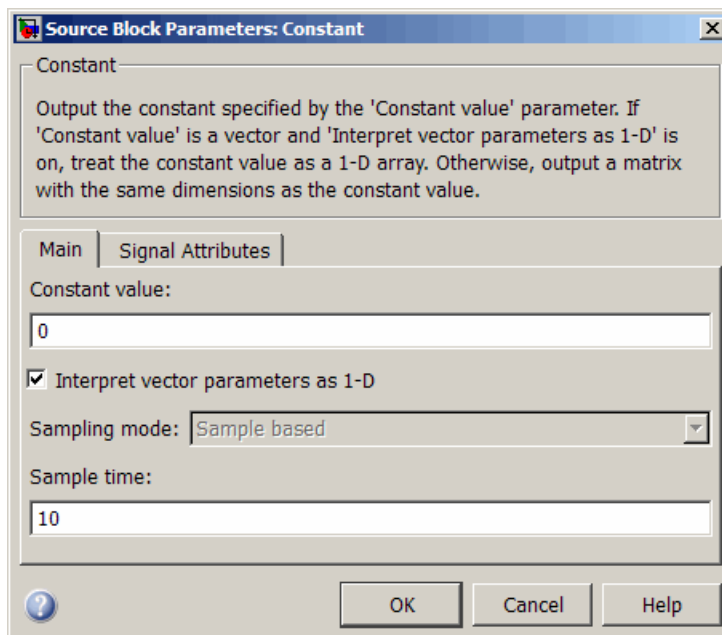 Source Block Parameters: Constant
Constant
Output the constant specified by the 'Constant value' parameter. If
'Constant value' is a vector and 'Interpret vector parameters as 1-D' is
on, treat the constant value as a 1-D array. Otherwise, output a matrix
with the same dimensions as the constant value.
Main Signal Attributes
Constant value:
0
Interpret vector parameters as 1-D
Sampling mode: Sample based
Sample time:
10
OK Cancel Help